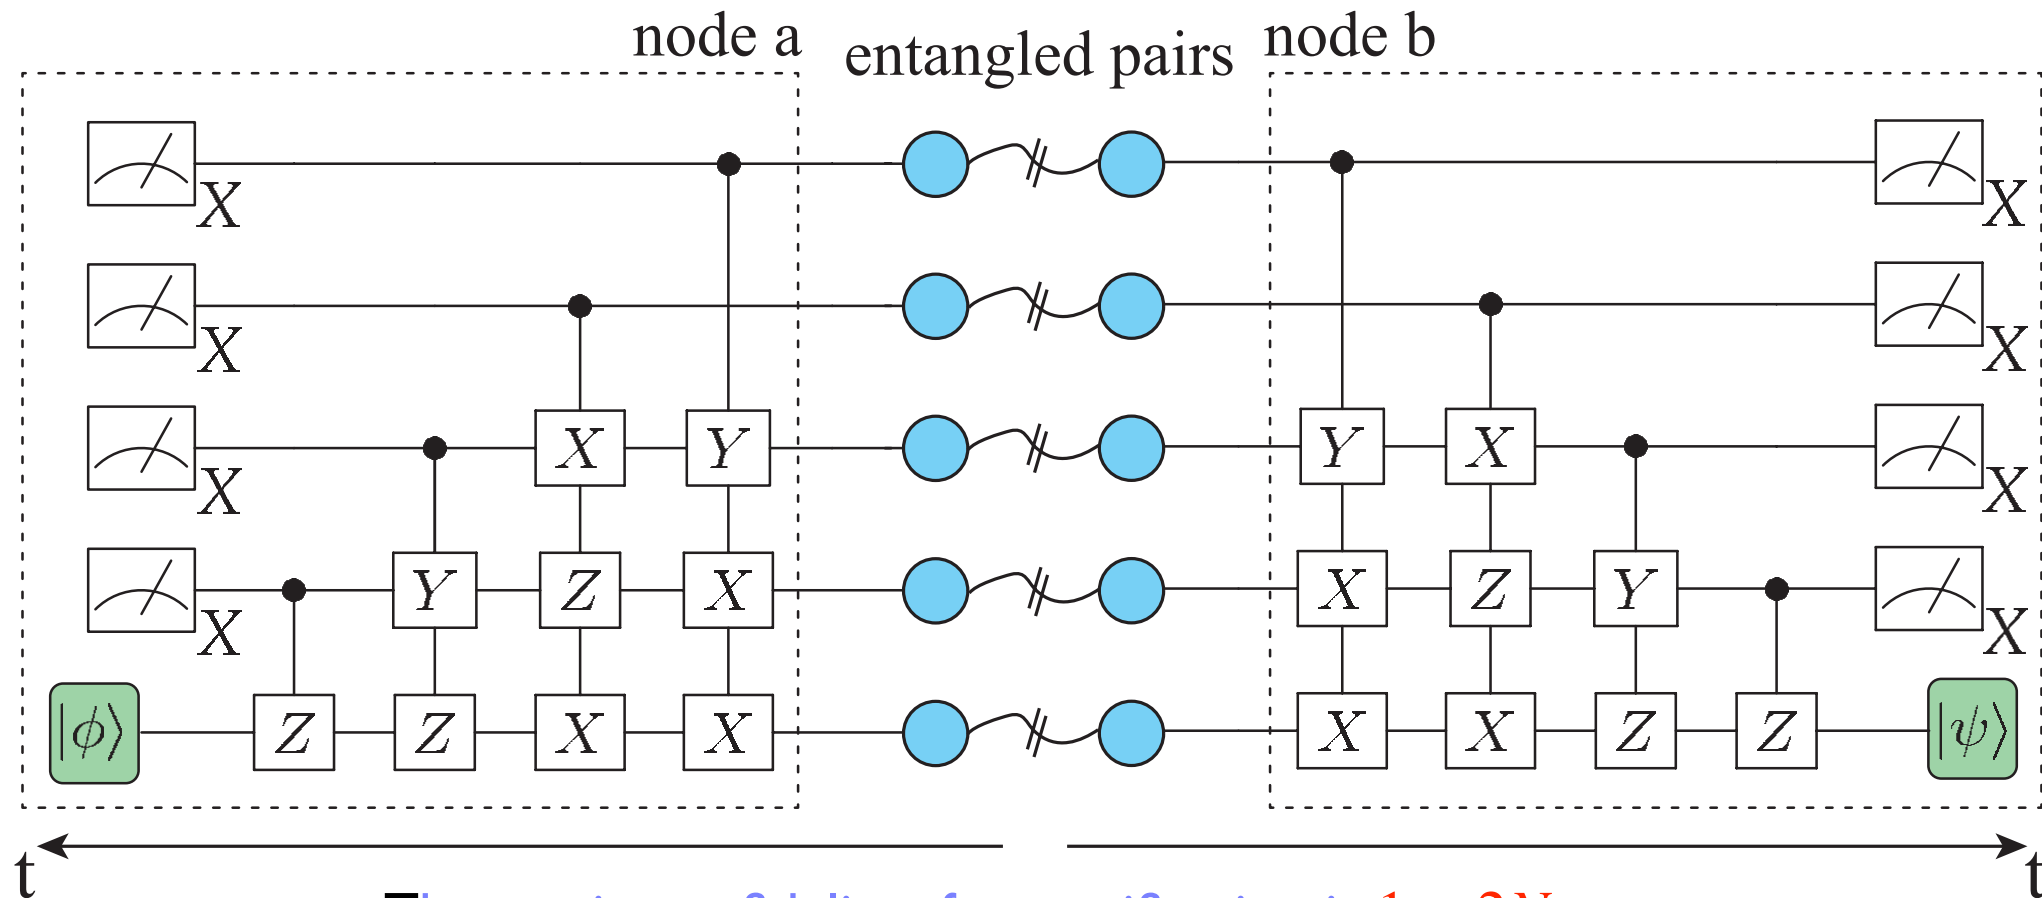 node a entangled pairs node b
X X
X X
X Y Y X
X X
Y Z X X Z Y
X X
|ϕ⟩ Z Z X X X X Z Z |ψ⟩
t t